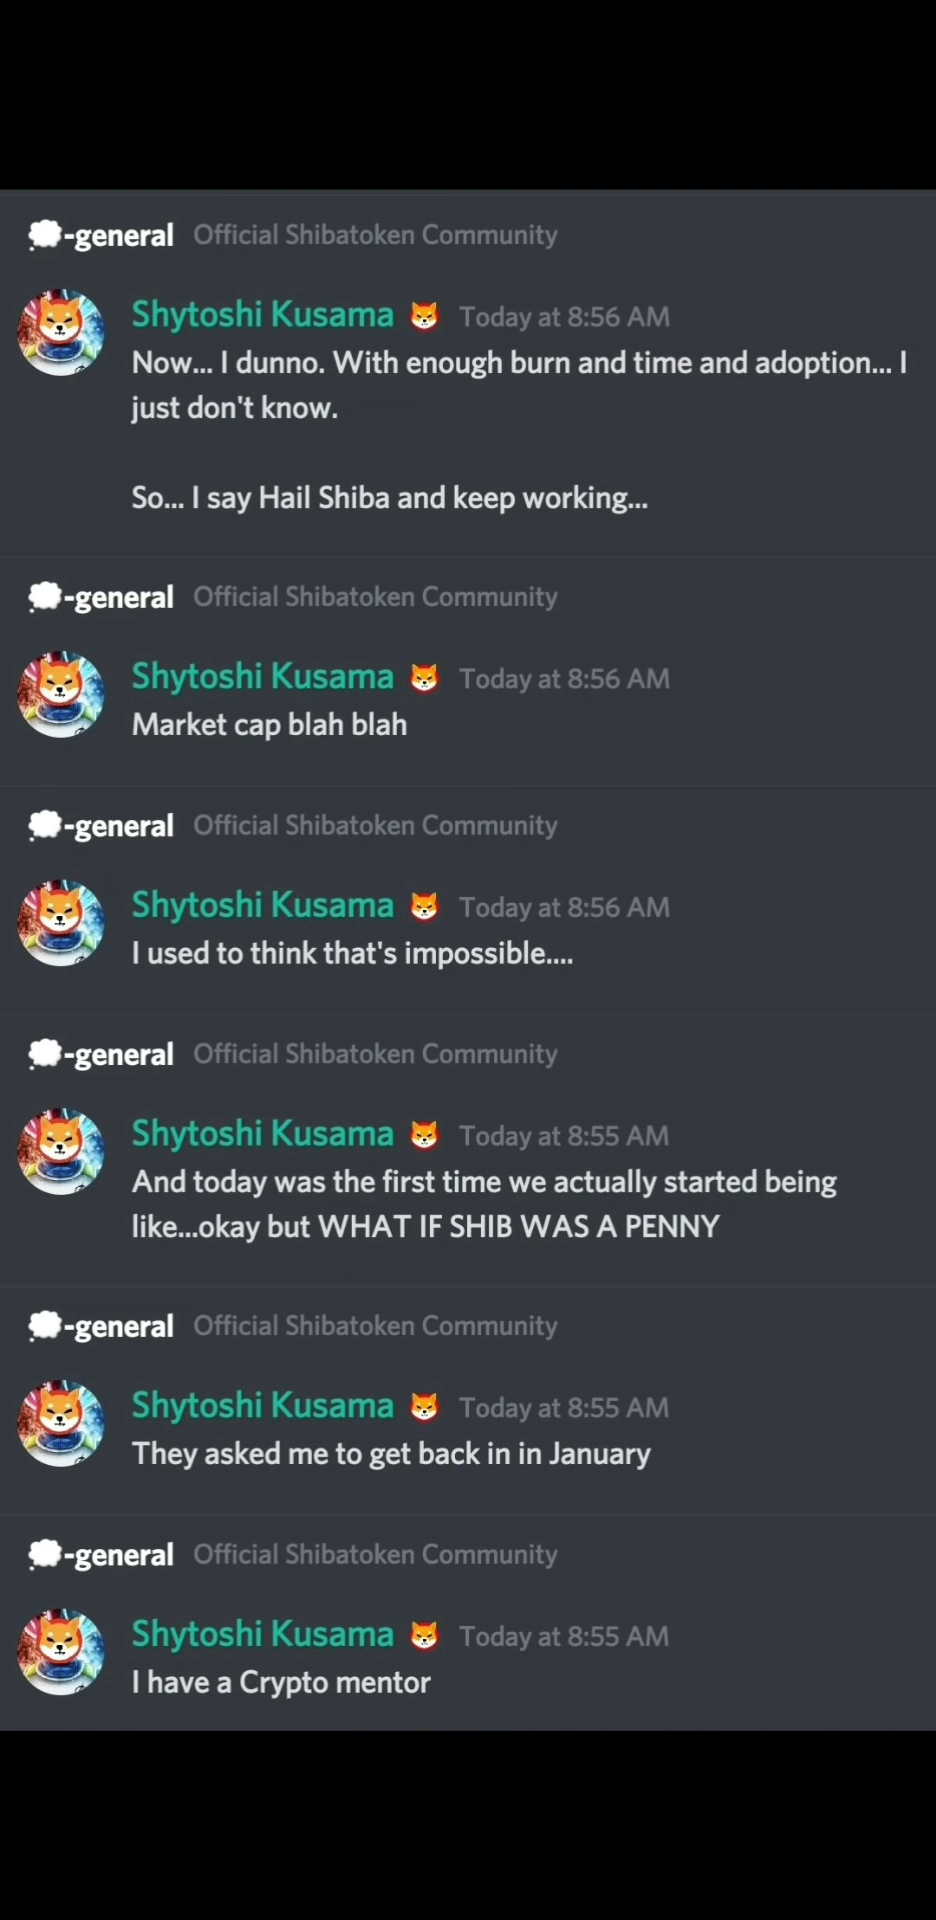 -general Official Shibatoken Community
Shytoshi Kusama Today at 8:56 AM
Now... I dunno. With enough burn and time and adoption... I
just don't know.
So... I say Hail Shiba and keep working...
-general Official Shibatoken Community
Shytoshi Kusama Today at 8:56 AM
Market cap blah blah
-general Official Shibatoken Community
Shytoshi Kusama Today at 8:56 AM
I used to think that's impossible....
-general Official Shibatoken Community
Shytoshi Kusama Today at 8:55 AM
And today was the first time we actually started being
like...okay but WHAT IF SHIB WAS A PENNY
-general Official Shibatoken Community
Shytoshi Kusama Today at 8:55 AM
They asked me to get back in in January
-general Official Shibatoken Community
Shytoshi Kusama Today at 8:55 AM
I have a Crypto mentor